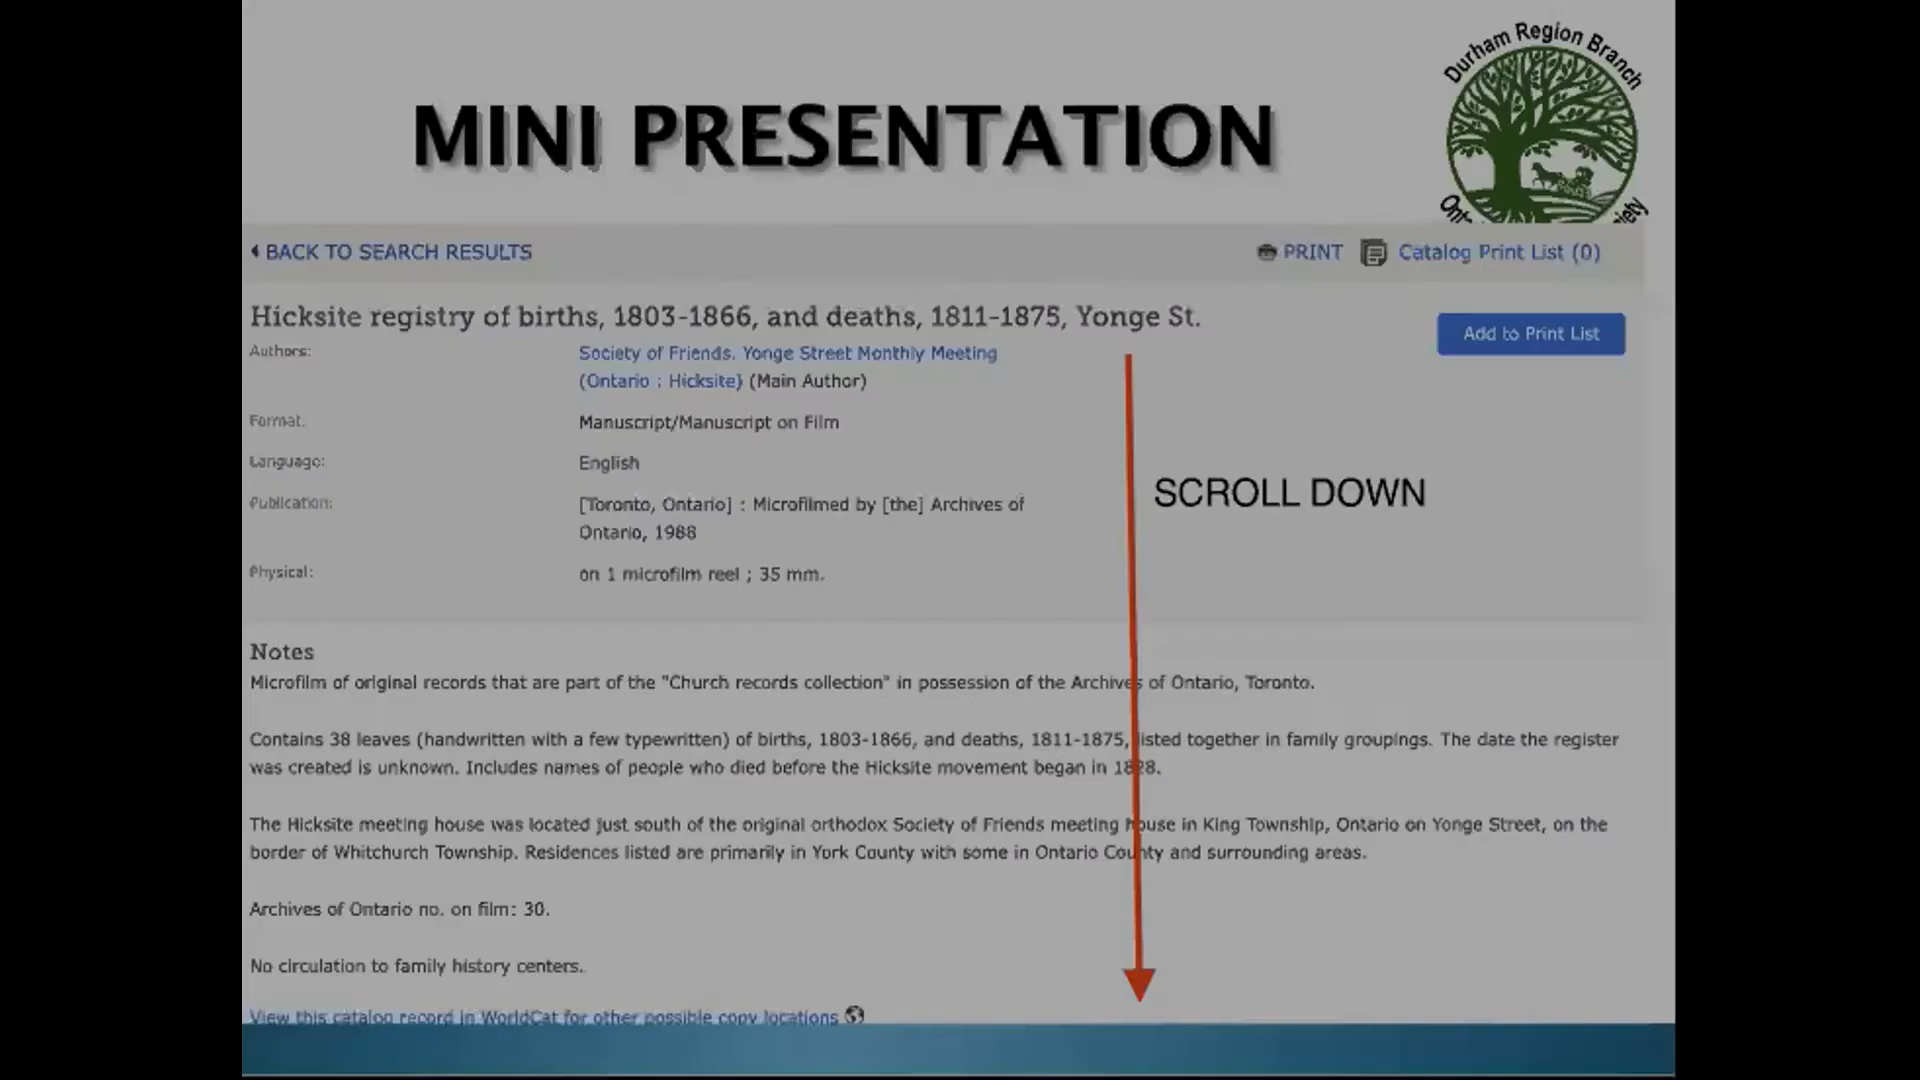 Durham Region Branch
MINI PRESENTATION
BACK TO SEARCH RESULTS
PRINT
Catalog Print List (0)
Hicksite registry of births, 1803-1866, and deaths, 1811-1875, Yonge St.
Add to Print List
Authors:
Society of Friends. Yonge Street Monthly Meeting
(Ontario : Hicksite) (Main Author)
Format:
Manuscript/Manuscript on Film
Language:
English
SCROLL DOWN
Publication:
[Toronto, Ontario] : Microfilmed by [the] Archives of
Ontario, 1988
Physical:
on 1 microfilm reel ; 35 mm.
Notes
Microfilm of original records that are part of the "Church records collection" in possession of the Archives of Ontario, Toronto.
Contains 38 leaves (handwritten with a few typewritten) of births, 1803-1866, and deaths, 1811-1875, listed together in family groupings. The date the register
was created is unknown. Includes names of people who died before the Hicksite movement began in 1828.
The Hicksite meeting house was located just south of the original orthodox Society of Friends meeting house in King Township, Ontario on Yonge Street, on the
border of Whitchurch Township. Residences listed are primarily in York County with some in Ontario County and surrounding areas.
Archives of Ontario no. on film: 30.
No circulation to family history centers.
View this catalog record in WorldCat for other possible copy locations